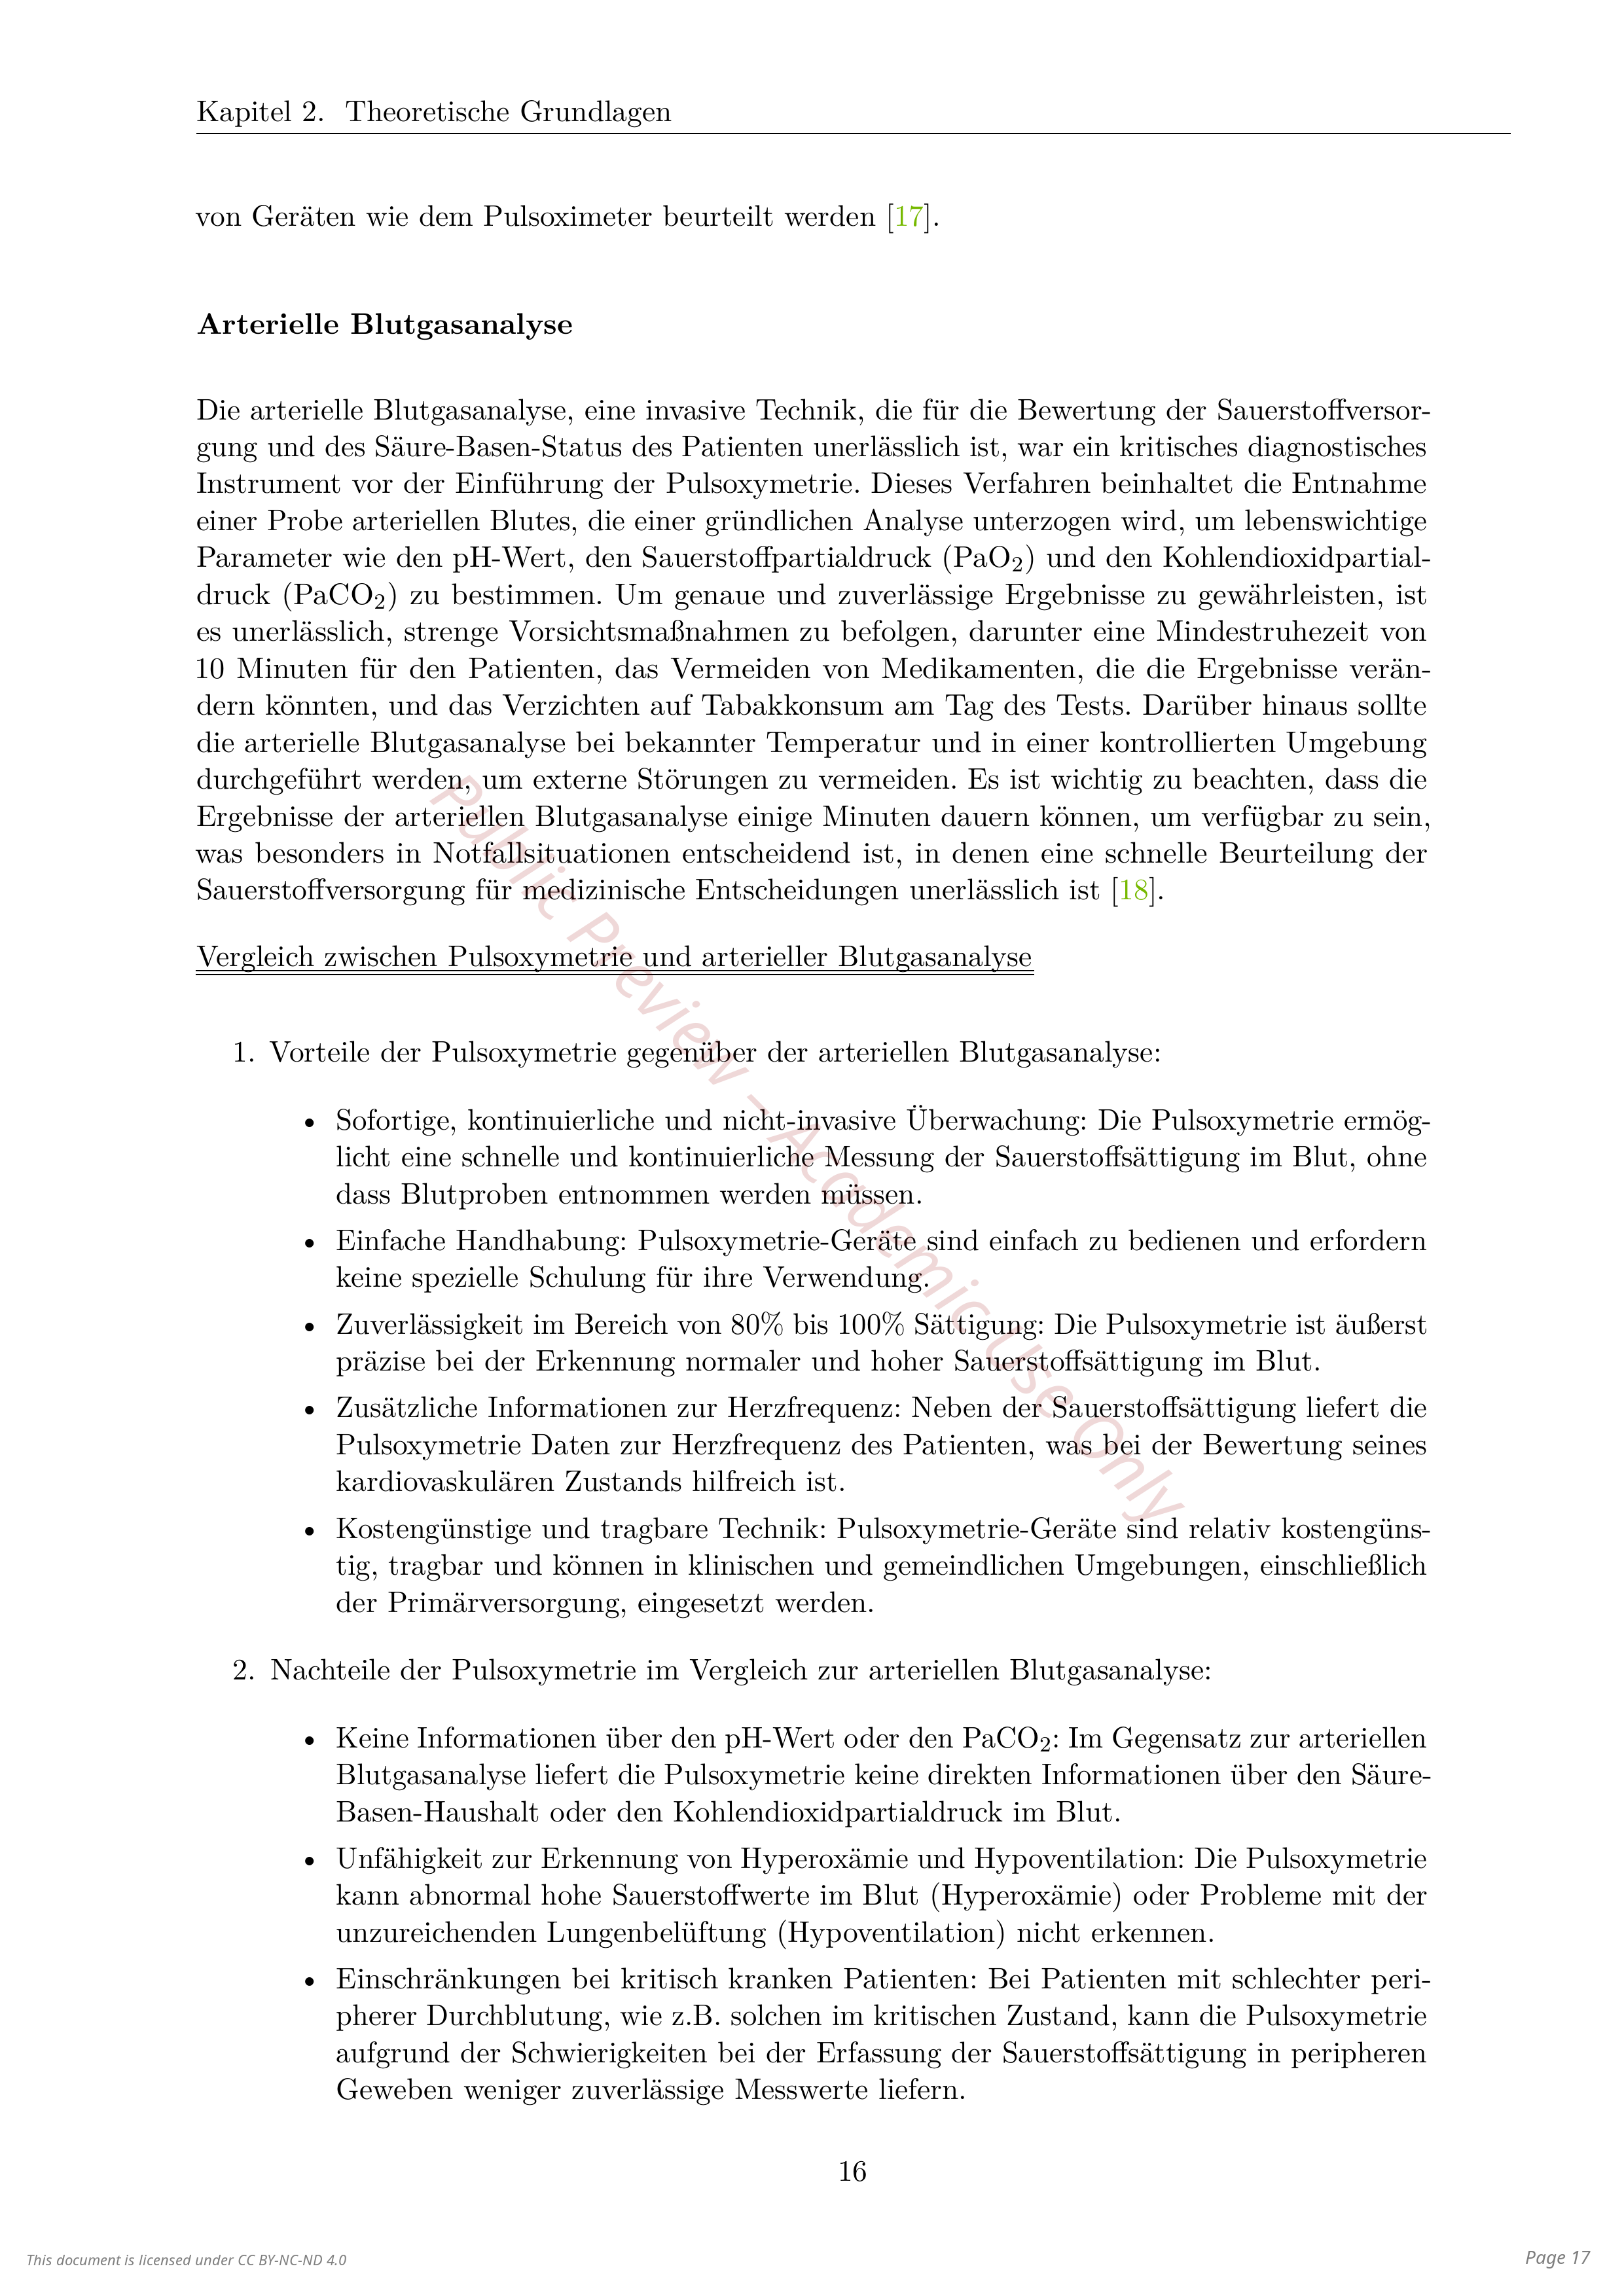 Kapitel 2. Theoretische Grundlagen
von Geräten wie dem Pulsoximeter beurteilt werden [17].
Arterielle Blutgasanalyse
Die arterielle Blutgasanalyse, eine invasive Technik, die für die Bewertung der Sauerstoffversor-
gung und des Säure-Basen-Status des Patienten unerlässlich ist, war ein kritisches diagnostisches
Instrument vor der Einführung der Pulsoxymetrie. Dieses Verfahren beinhaltet die Entnahme
einer Probe arteriellen Blutes, die einer gründlichen Analyse unterzogen wird, um lebenswichtige
Parameter wie den pH-Wert, den Sauerstoffpartialdruck (PaO₂) und den Kohlendioxidpartial-
druck (PaCO₂) zu bestimmen. Um genaue und zuverlässige Ergebnisse zu gewährleisten, ist
es unerlässlich, strenge Vorsichtsmaßnahmen zu befolgen, darunter eine Mindestruhezeit von
10 Minuten für den Patienten, das Vermeiden von Medikamenten, die die Ergebnisse verän-
dern könnten, und das Verzichten auf Tabakkonsum am Tag des Tests. Darüber hinaus sollte
die arterielle Blutgasanalyse bei bekannter Temperatur und in einer kontrollierten Umgebung
durchgeführt werden, um externe Störungen zu vermeiden. Es ist wichtig zu beachten, dass die
Ergebnisse der arteriellen Blutgasanalyse einige Minuten dauern können, um verfügbar zu sein,
was besonders in Notfallsituationen entscheidend ist, in denen eine schnelle Beurteilung der
Sauerstoffversorgung für medizinische Entscheidungen unerlässlich ist [18].
Vergleich zwischen Pulsoxymetrie und arterieller Blutgasanalyse
1. Vorteile der Pulsoxymetrie gegenüber der arteriellen Blutgasanalyse:
• Sofortige, kontinuierliche und nicht-invasive Überwachung: Die Pulsoxymetrie ermög-
licht eine schnelle und kontinuierliche Messung der Sauerstoffsättigung im Blut, ohne
dass Blutproben entnommen werden müssen.
• Einfache Handhabung: Pulsoxymetrie-Geräte sind einfach zu bedienen und erfordern
keine spezielle Schulung für ihre Verwendung.
• Zuverlässigkeit im Bereich von 80% bis 100% Sättigung: Die Pulsoxymetrie ist äußerst
präzise bei der Erkennung normaler und hoher Sauerstoffsättigung im Blut.
• Zusätzliche Informationen zur Herzfrequenz: Neben der Sauerstoffsättigung liefert die
Pulsoxymetrie Daten zur Herzfrequenz des Patienten, was bei der Bewertung seines
kardiovaskulären Zustands hilfreich ist.
• Kostengünstige und tragbare Technik: Pulsoxymetrie-Geräte sind relativ kostengüns-
tig, tragbar und können in klinischen und gemeindlichen Umgebungen, einschließlich
der Primärversorgung, eingesetzt werden.
2. Nachteile der Pulsoxymetrie im Vergleich zur arteriellen Blutgasanalyse:
• Keine Informationen über den pH-Wert oder den PaCO₂: Im Gegensatz zur arteriellen
Blutgasanalyse liefert die Pulsoxymetrie keine direkten Informationen über den Säure-
Basen-Haushalt oder den Kohlendioxidpartialdruck im Blut.
• Unfähigkeit zur Erkennung von Hyperoxämie und Hypoventilation: Die Pulsoxymetrie
kann abnormal hohe Sauerstoffwerte im Blut (Hyperoxämie) oder Probleme mit der
unzureichenden Lungenbelüftung (Hypoventilation) nicht erkennen.
• Einschränkungen bei kritisch kranken Patienten: Bei Patienten mit schlechter peri-
pherer Durchblutung, wie z.B. solchen im kritischen Zustand, kann die Pulsoxymetrie
aufgrund der Schwierigkeiten bei der Erfassung der Sauerstoffsättigung in peripheren
Geweben weniger zuverlässige Messwerte liefern.
16
Public Preview – Academic Use Only
This document is licensed under CC BY-NC-ND 4.0
Page 17